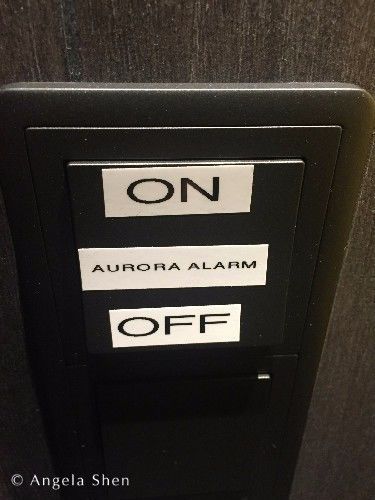 ON
AURORA ALARM
OFF
© Angela Shen